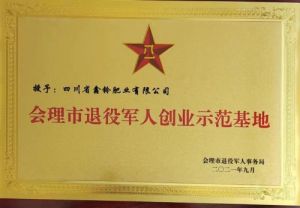 授予：四川省鑫铃肥业有限公司
会理市退役军人创业示范基地
会理市退役军人事务局
二〇二一年九月